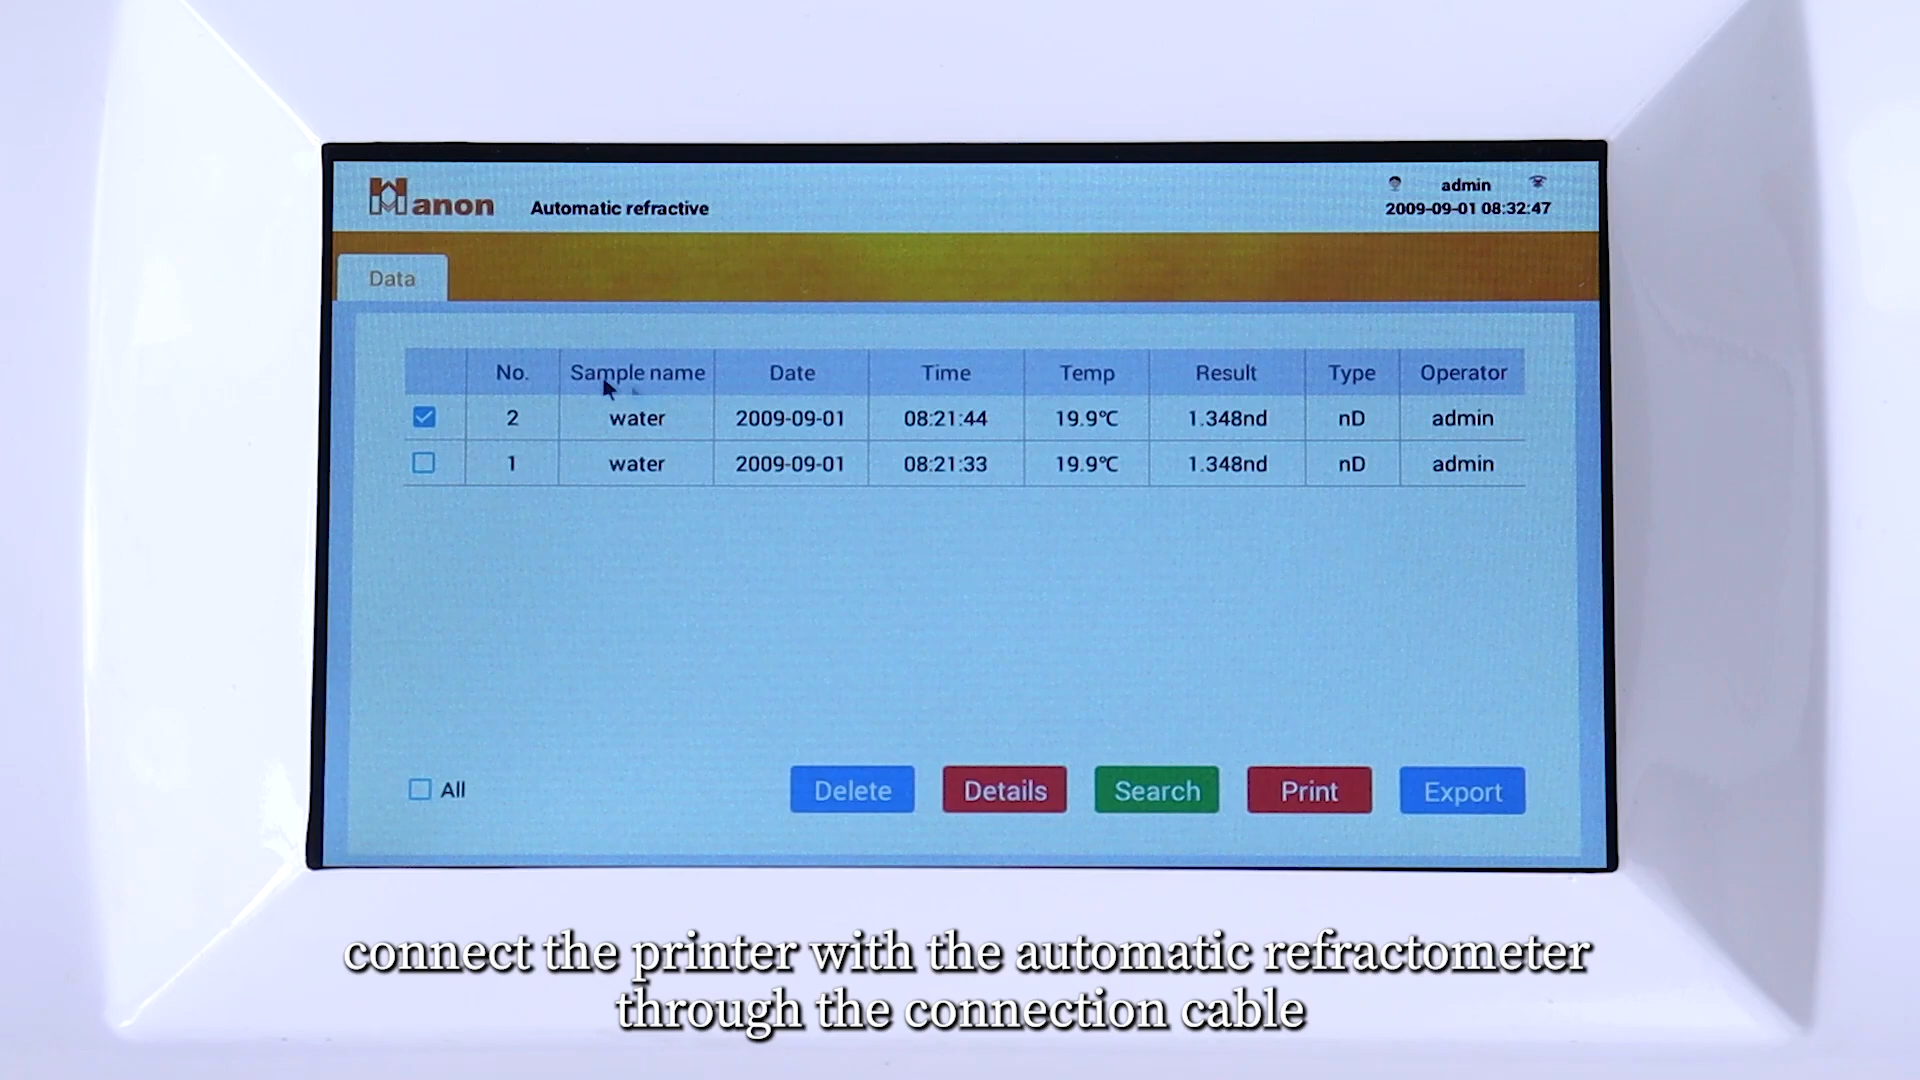 Hanon
Automatic refractive
admin
2009-09-01 08:32:47
Data
No. Sample name Date Time Temp Result Type Operator
2 water 2009-09-01 08:21:44 19.9℃ 1.348nd nD admin
1 water 2009-09-01 08:21:33 19.9℃ 1.348nd nD admin
All Delete Details Search Print Export
connect the printer with the automatic refractometer
through the connection cable